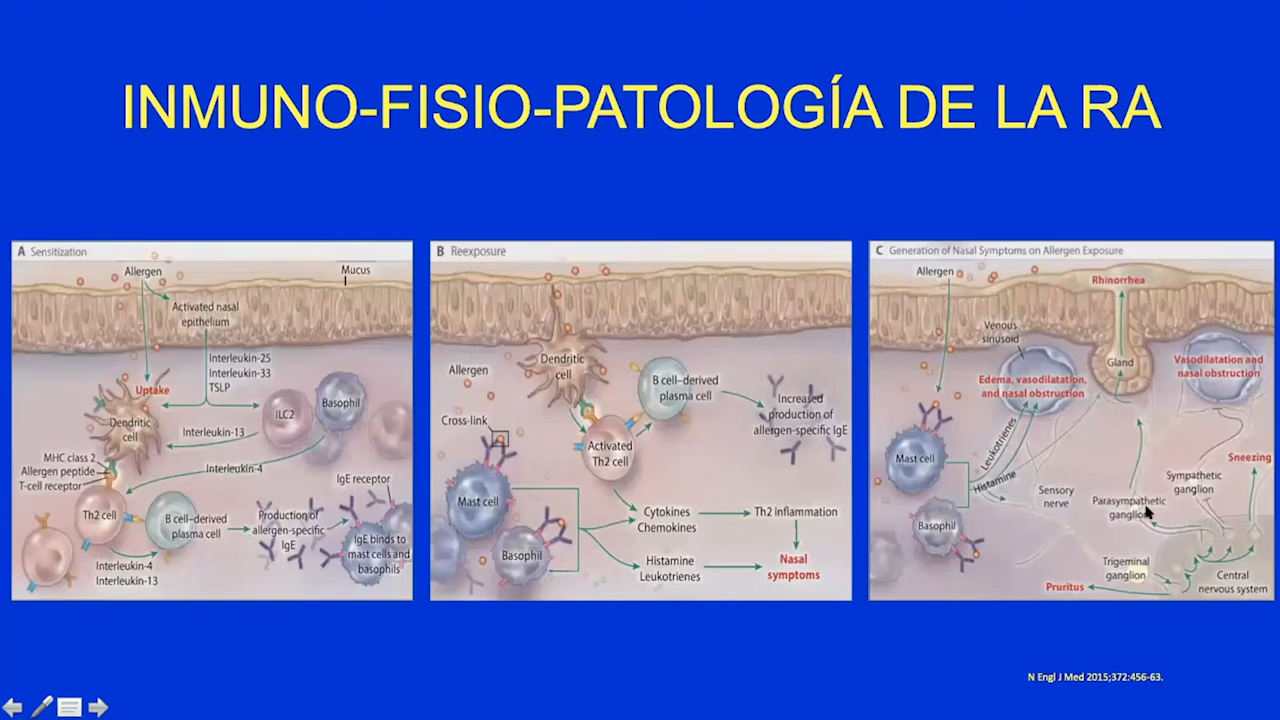 INMUNO-FISIO-PATOLOGÍA DE LA RA
A Sensitization
Allergen
Mucus
Activated nasal
epithelium
Interleukin-25
Interleukin-33
TSLP
Uptake
Dendritic
cell
ILC2
Basophil
Interleukin-13
Interleukin-4
MHC class 2
Allergen peptide
T-cell receptor
IgE receptor
Th2 cell
B cell–derived
plasma cell
Production of
allergen-specific
IgE
IgE binds to
mast cells and
basophils
Interleukin-4
Interleukin-13
B Reexposure
Dendritic
cell
Allergen
B cell–derived
plasma cell
Increased
production of
allergen-specific IgE
Cross-link
Activated
Th2 cell
Mast cell
Cytokines
Chemokines
Th2 inflammation
Basophil
Histamine
Leukotrienes
Nasal
symptoms
C Generation of Nasal Symptoms on Allergen Exposure
Allergen
Rhinorrhea
Venous
sinusoid
Gland
Vasodilatation and
nasal obstruction
Edema, vasodilatation,
and nasal obstruction
Mast cell
Leukotrienes
Histamine
Sneezing
Sympathetic
ganglion
Sensory
nerve
Parasympathetic
ganglion
Basophil
Trigeminal
ganglion
Pruritus
Central
nervous system
N Engl J Med 2015;372:456-63.